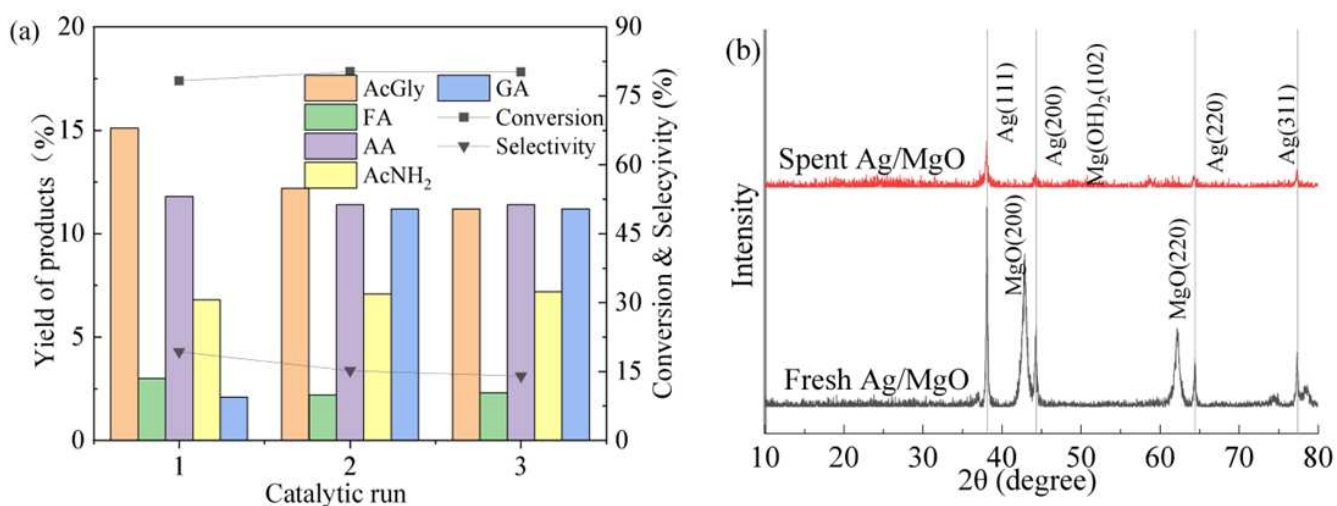 (a)
20
15
10
5
0
Yield of products (%)
AcGly
FA
AA
AcNH₂
GA
Conversion
Selectivity
90
75
60
45
30
15
0
Conversion & Selecyivity (%)
1 2 3
Catalytic run
(b)
Intensity
Ag(111)
Ag(200)
Mg(OH)₂(102)
Ag(220)
Ag(311)
Spent Ag/MgO
MgO(200)
MgO(220)
Fresh Ag/MgO
10 20 30 40 50 60 70 80
2θ (degree)